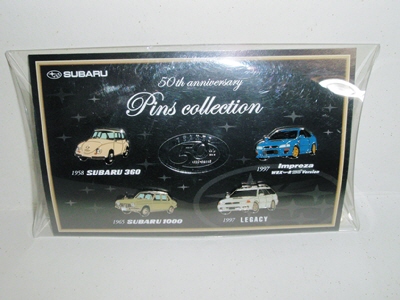 SUBARU
50th anniversary
Pins collection
1958 SUBARU 360
1997 Impreza
1965 SUBARU 1000
1997 LEGACY